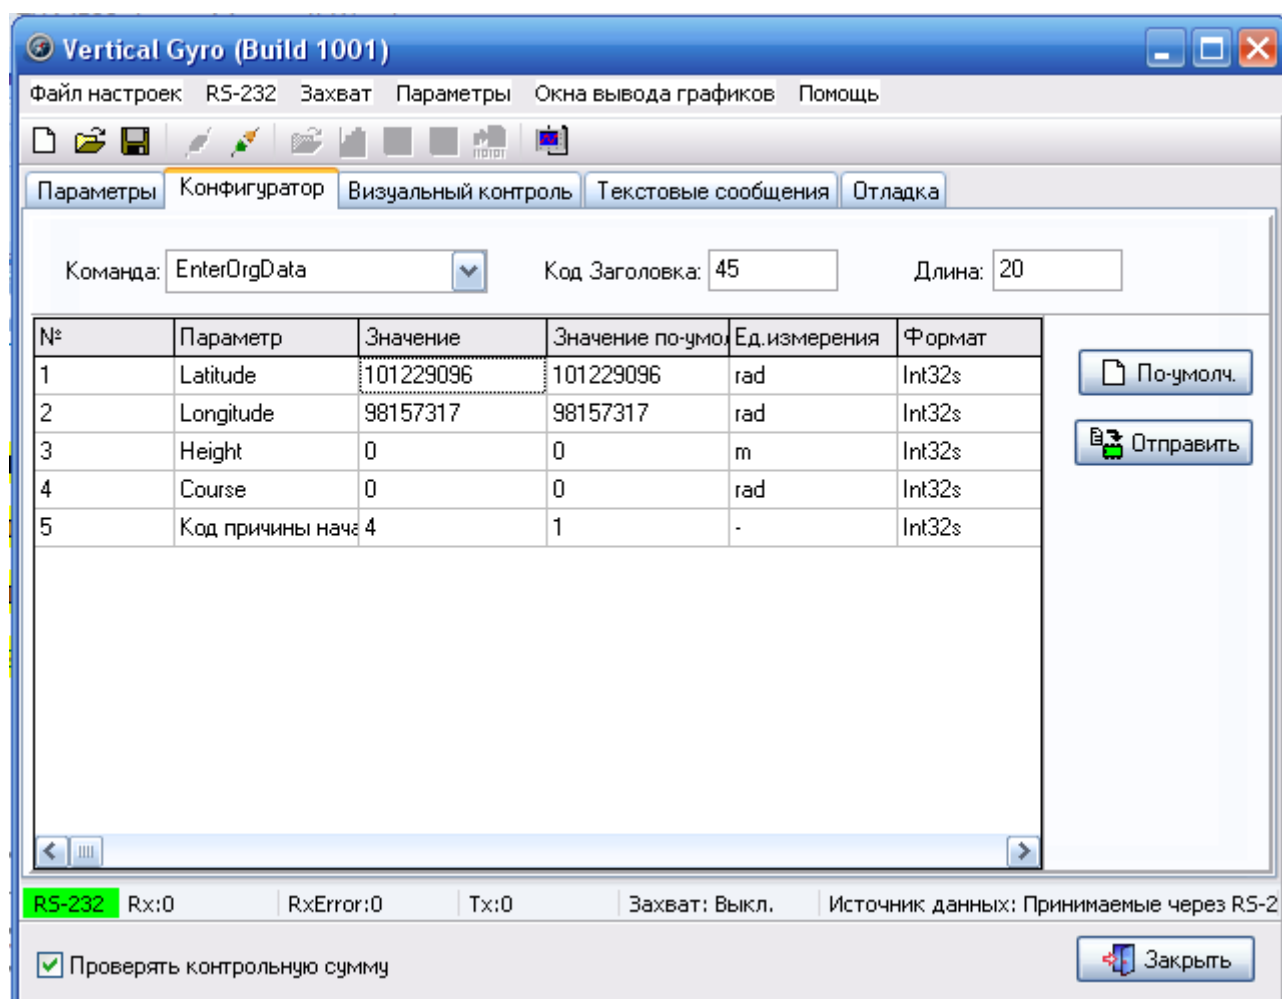 Vertical Gyro (Build 1001)
Файл настроек RS-232 Захват Параметры Окна вывода графиков Помощь
Параметры Конфигуратор Визуальный контроль Текстовые сообщения Отладка
Команда: EnterOrgData Код Заголовка: 45 Длина: 20
№ Параметр Значение Значение по-умол Ед.измерения Формат
1 Latitude 101229096 101229096 rad Int32s
2 Longitude 98157317 98157317 rad Int32s
3 Height 0 0 m Int32s
4 Course 0 0 rad Int32s
5 Код причины нача 4 1 - Int32s
По-умолч.
Отправить
RS-232 Rx:0 RxError:0 Tx:0 Захват: Выкл. Источник данных: Принимаемые через RS-2
Проверять контрольную сумму
Закрыть